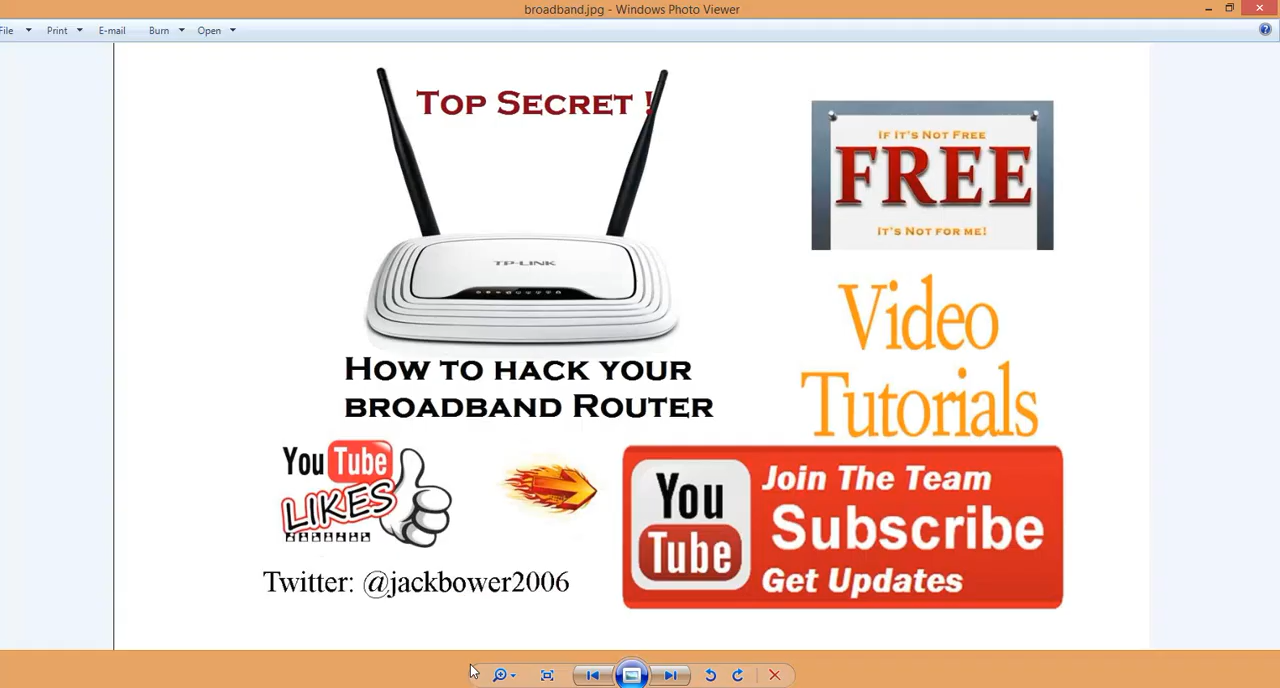 broadband.jpg - Windows Photo Viewer
File Print E-mail Burn Open
TOP SECRET !
TP-LINK
HOW TO HACK YOUR
BROADBAND ROUTER
IF IT'S NOT FREE
FREE
IT'S NOT FOR ME!
Video
Tutorials
You Tube
LIKES
Twitter: @jackbower2006
You
Tube
Join The Team
Subscribe
Get Updates